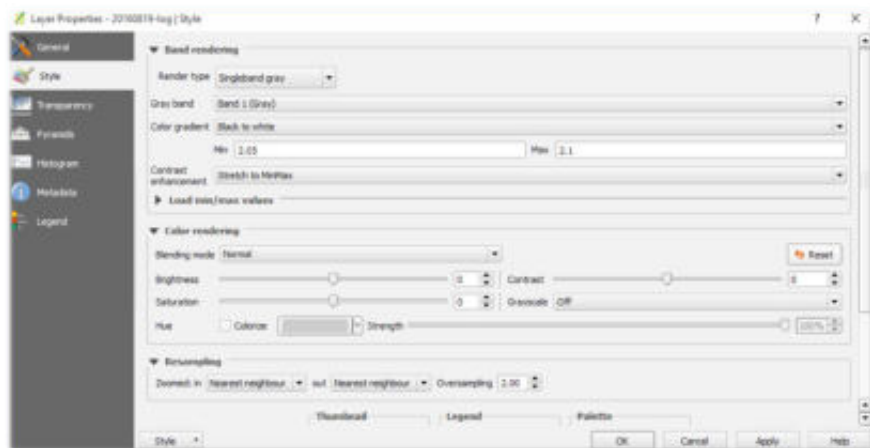 Layer Properties - 20160819-log | Style
General
Style
Transparency
Pyramids
Histogram
Metadata
Legend
Band rendering
Render type Singleband gray
Gray band Band 1 (Gray)
Color gradient Black to white
Min 2.05 Max 2.1
Contrast enhancement Stretch to MinMax
Load min/max values
Color rendering
Blending mode Normal Reset
Brightness 0 Contrast 0
Saturation 0 Grayscale Off
Hue Colorize Strength 100%
Resampling
Zoomed: in Nearest neighbour out Nearest neighbour Oversampling 2.00
Thumbnail Legend Palette
Style OK Cancel Apply Help